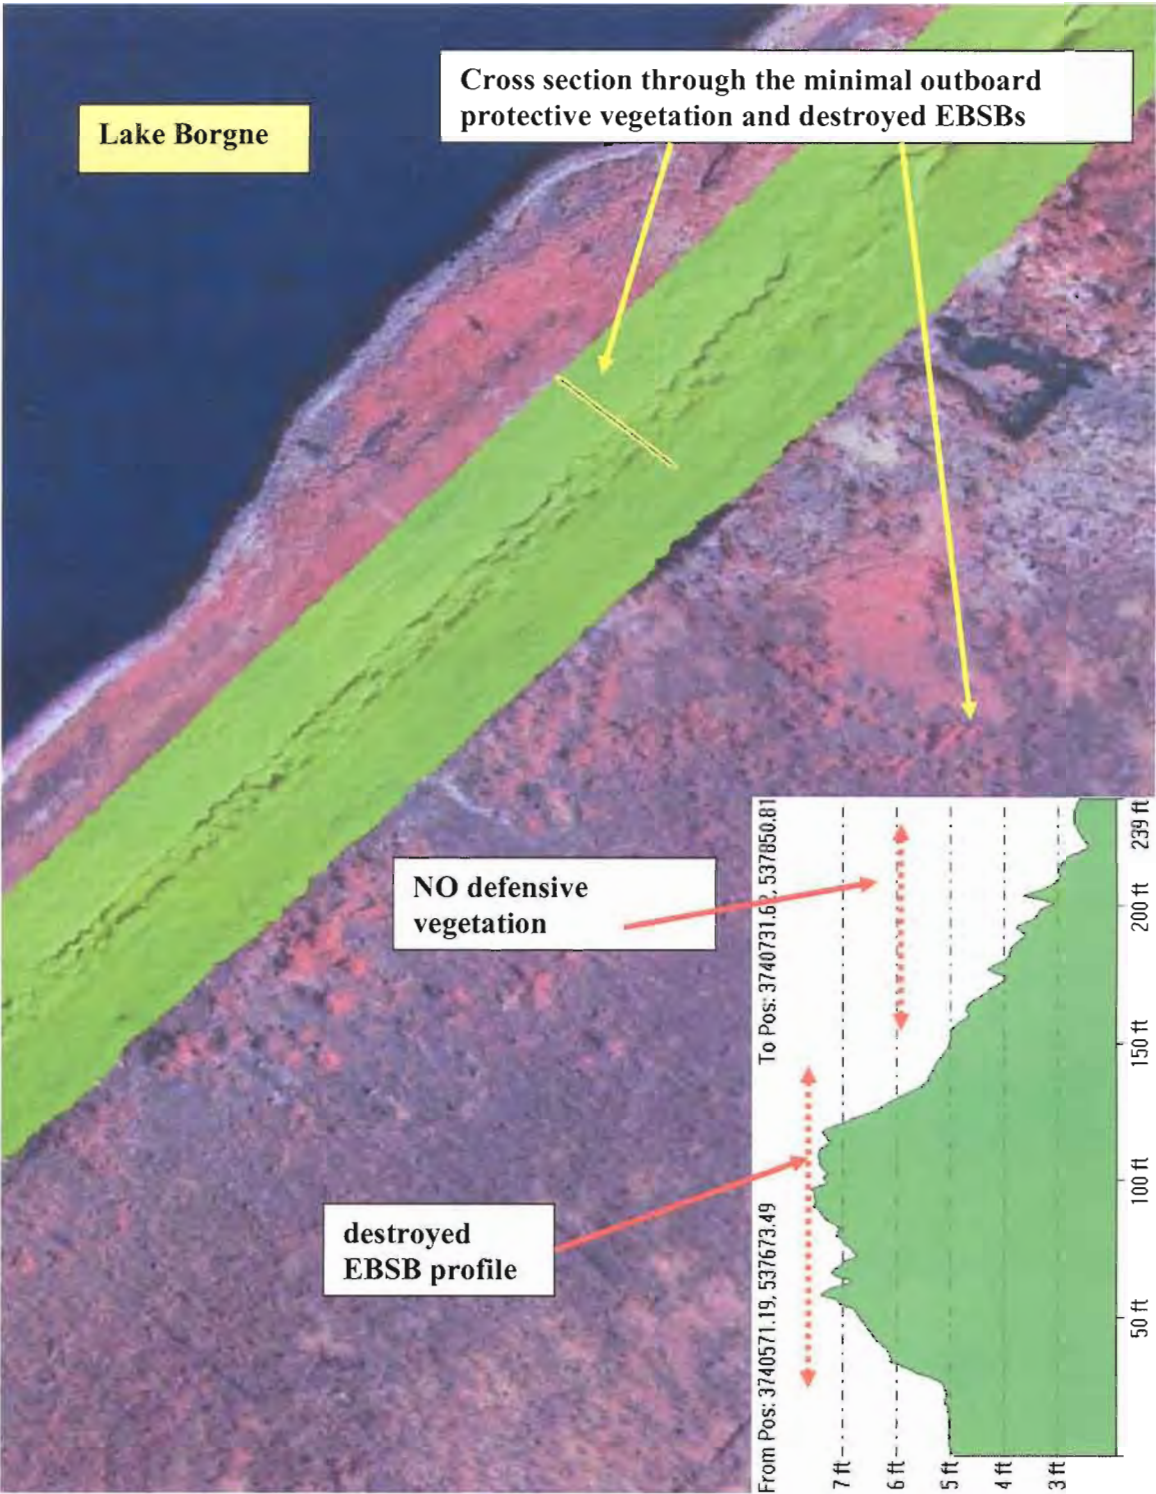 Cross section through the minimal outboard
protective vegetation and destroyed EBSBs
Lake Borgne
NO defensive
vegetation
destroyed
EBSB profile
From Pos: 3740571.19, 537673.49
To Pos: 3740731.62, 537850.81
7 ft
6 ft
5 ft
4 ft
3 ft
50 ft
100 ft
150 ft
200 ft
239 ft